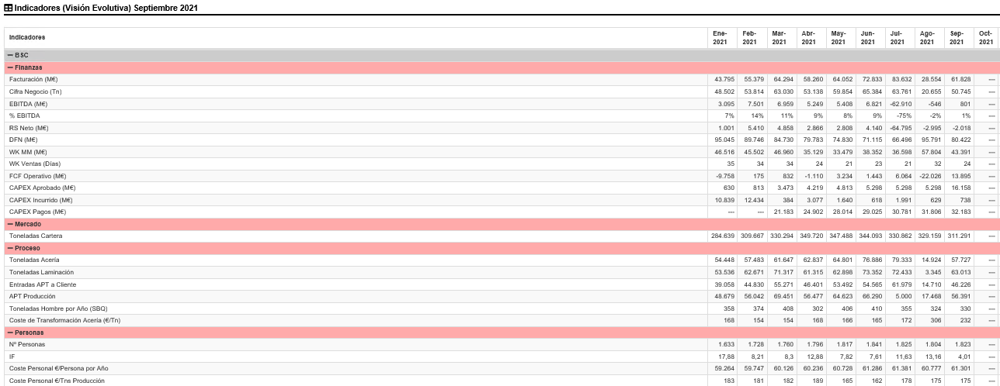 Indicadores (Visión Evolutiva) Septiembre 2021
Indicadores Ene-2021 Feb-2021 Mar-2021 Abr-2021 May-2021 Jun-2021 Jul-2021 Ago-2021 Sep-2021 Oct-2021
— BSC
— Finanzas
Facturación (M€) 43.795 55.379 64.294 58.260 64.052 72.833 83.632 28.554 61.828 ---
Cifra Negocio (Tn) 48.502 53.814 63.030 53.138 59.854 65.384 63.761 20.655 50.745 ---
EBITDA (M€) 3.095 7.501 6.959 5.249 5.408 6.821 -62.910 -546 801 ---
% EBITDA 7% 14% 11% 9% 8% 9% -75% -2% 1% ---
RS Neto (M€) 1.001 5.410 4.858 2.866 2.808 4.140 -64.795 -2.995 -2.018 ---
DFN (M€) 95.045 89.746 84.730 79.783 74.830 71.115 66.496 95.791 80.422 ---
WK MM (M€) 46.516 45.502 46.960 35.129 33.479 38.352 36.598 57.804 43.391 ---
WK Ventas (Días) 35 34 34 24 21 23 21 32 24 ---
FCF Operativo (M€) -9.758 175 832 -1.110 3.234 1.443 6.064 -22.026 13.895 ---
CAPEX Aprobado (M€) 630 813 3.473 4.219 4.813 5.298 5.298 5.298 16.158 ---
CAPEX Incurrido (M€) 10.839 12.434 384 3.077 1.640 618 1.991 629 738 ---
CAPEX Pagos (M€) --- --- 21.183 24.902 28.014 29.025 30.781 31.806 32.183 ---
— Mercado
Toneladas Cartera 284.639 309.667 330.294 349.720 347.488 344.093 330.862 329.159 311.291 ---
— Proceso
Toneladas Acería 54.448 57.483 61.647 62.837 64.801 76.886 79.333 14.924 57.727 ---
Toneladas Laminación 53.536 62.671 71.317 61.315 62.898 73.352 72.433 3.345 63.013 ---
Entradas APT a Cliente 39.058 44.830 55.271 46.401 53.492 54.565 61.979 14.710 46.226 ---
APT Producción 48.679 56.042 69.451 56.477 64.623 66.290 5.000 17.468 56.391 ---
Toneladas Hombre por Año (SBQ) 358 374 408 302 406 410 355 324 330 ---
Coste de Transformación Acería (€/Tn) 168 154 154 168 166 165 172 306 232 ---
— Personas
Nº Personas 1.633 1.728 1.760 1.796 1.817 1.841 1.825 1.804 1.823 ---
IF 17,88 8,21 8,3 12,88 7,82 7,61 11,63 13,16 4,01 ---
Coste Personal €/Persona por Año 59.264 59.747 60.126 60.236 60.728 61.286 61.381 60.777 61.301 ---
Coste Personal €/Tns Producción 183 181 182 189 165 162 178 175 175 ---